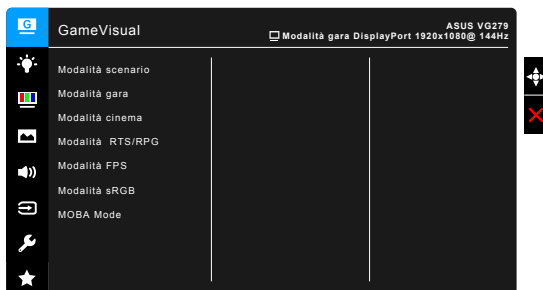 G
GameVisual
ASUS VG279
Modalità gara DisplayPort 1920x1080@ 144Hz
Modalità scenario
Modalità gara
Modalità cinema
Modalità RTS/RPG
Modalità FPS
Modalità sRGB
MOBA Mode